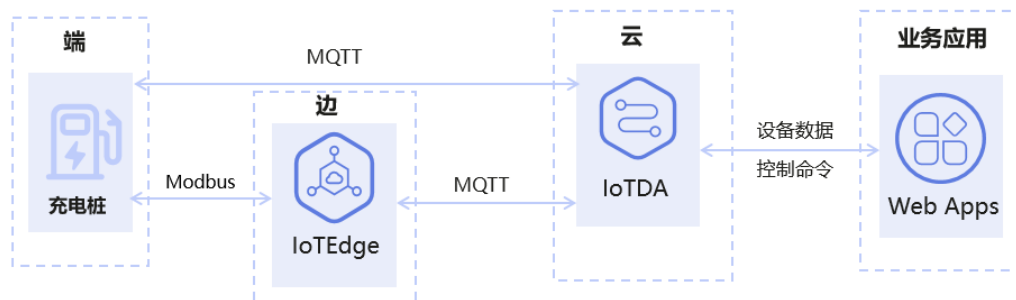 端
充电桩
MQTT
边
Modbus
IoTEdge
MQTT
云
IoTDA
设备数据
控制命令
业务应用
Web Apps